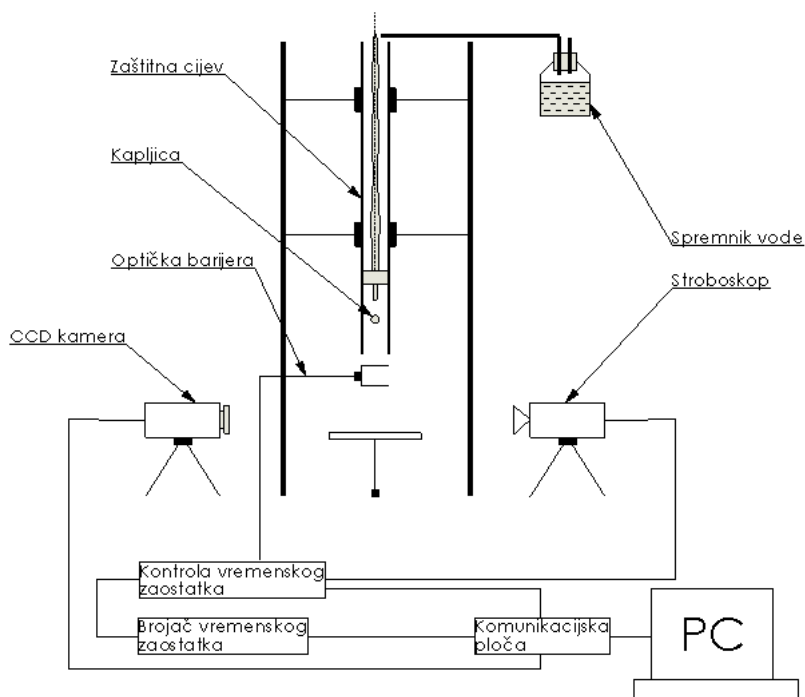 Zaštitna cijev
Kapljica
Spremnik vode
Optička barijera
Stroboskop
CCD kamera
Kontrola vremenskog
zaostatka
Brojač vremenskog
zaostatka
Komunikacijska
ploča
PC